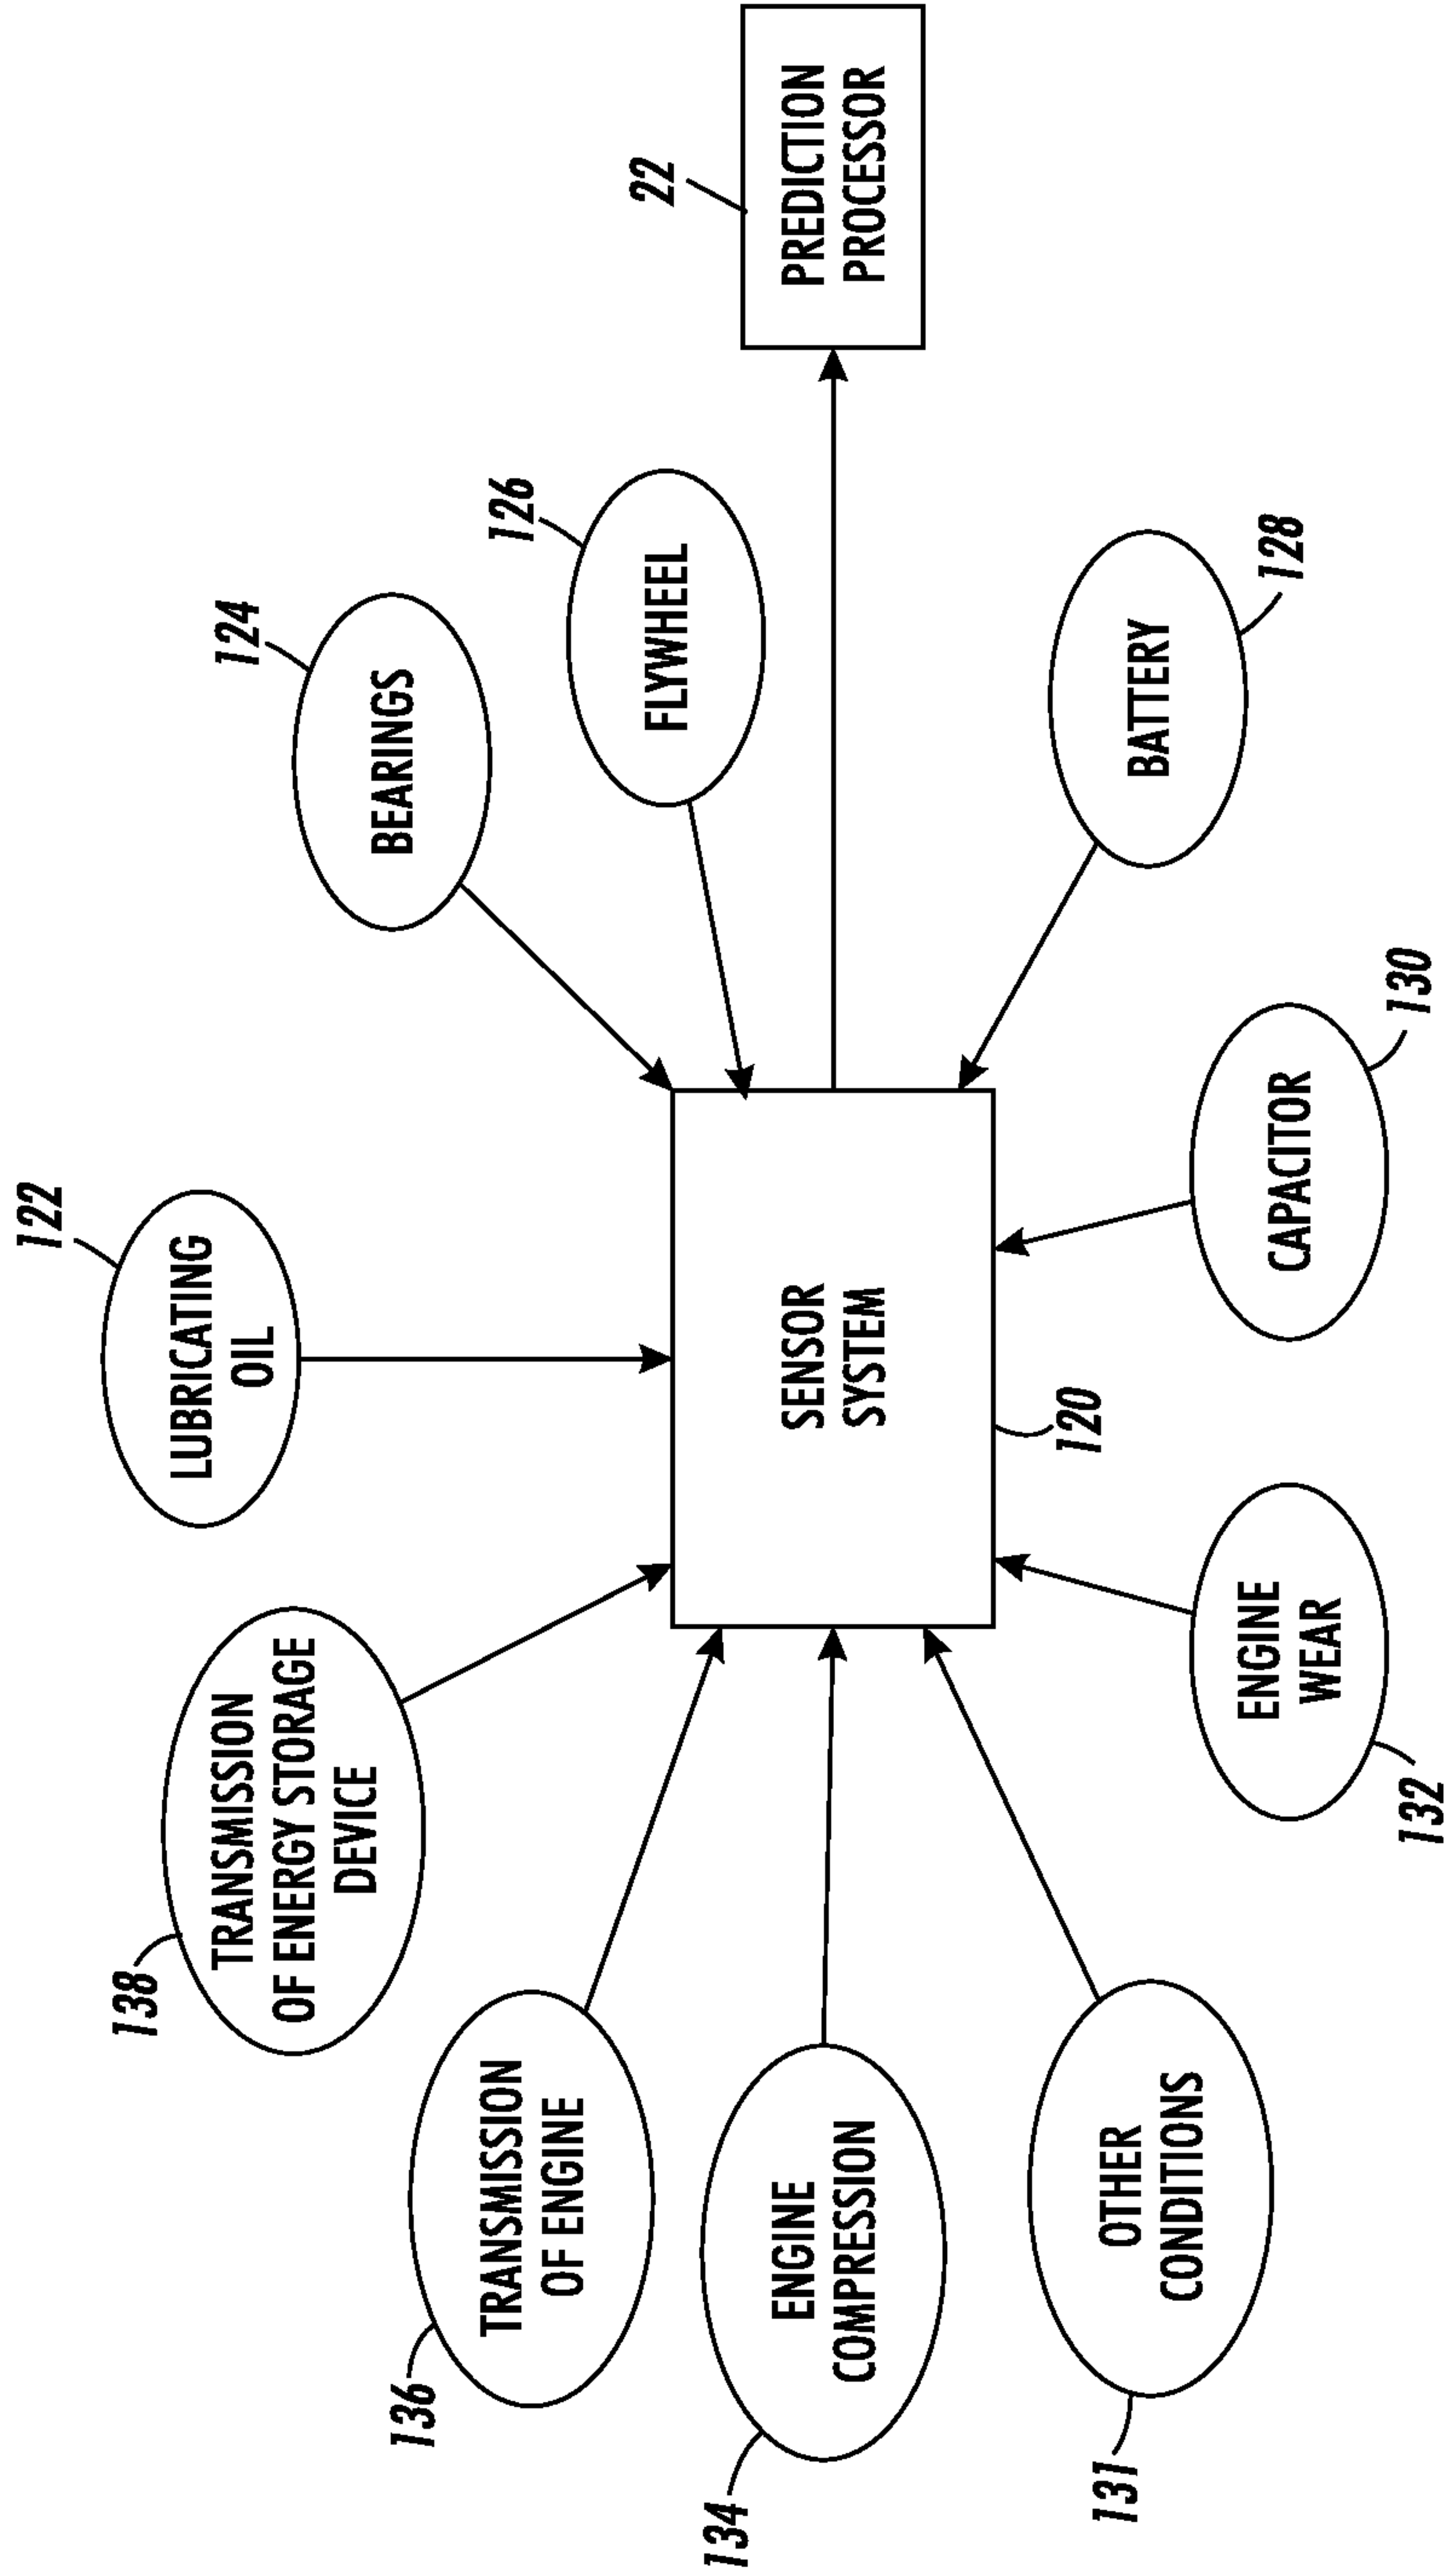 122
LUBRICATING
OIL
124
BEARINGS
126
FLYWHEEL
22
PREDICTION
PROCESSOR
128
BATTERY
130
CAPACITOR
SENSOR
SYSTEM
120
ENGINE
WEAR
132
OTHER
CONDITIONS
131
ENGINE
COMPRESSION
134
TRANSMISSION
OF ENGINE
136
TRANSMISSION
OF ENERGY STORAGE
DEVICE
138